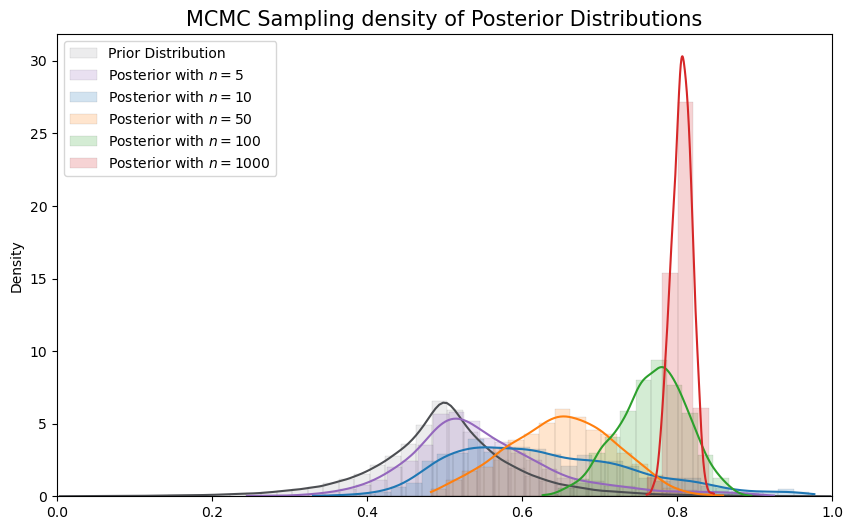 MCMC Sampling density of Posterior Distributions
Prior Distribution
Posterior with n = 5
Posterior with n = 10
Posterior with n = 50
Posterior with n = 100
Posterior with n = 1000
Density
30
25
20
15
10
5
0
0.0 0.2 0.4 0.6 0.8 1.0